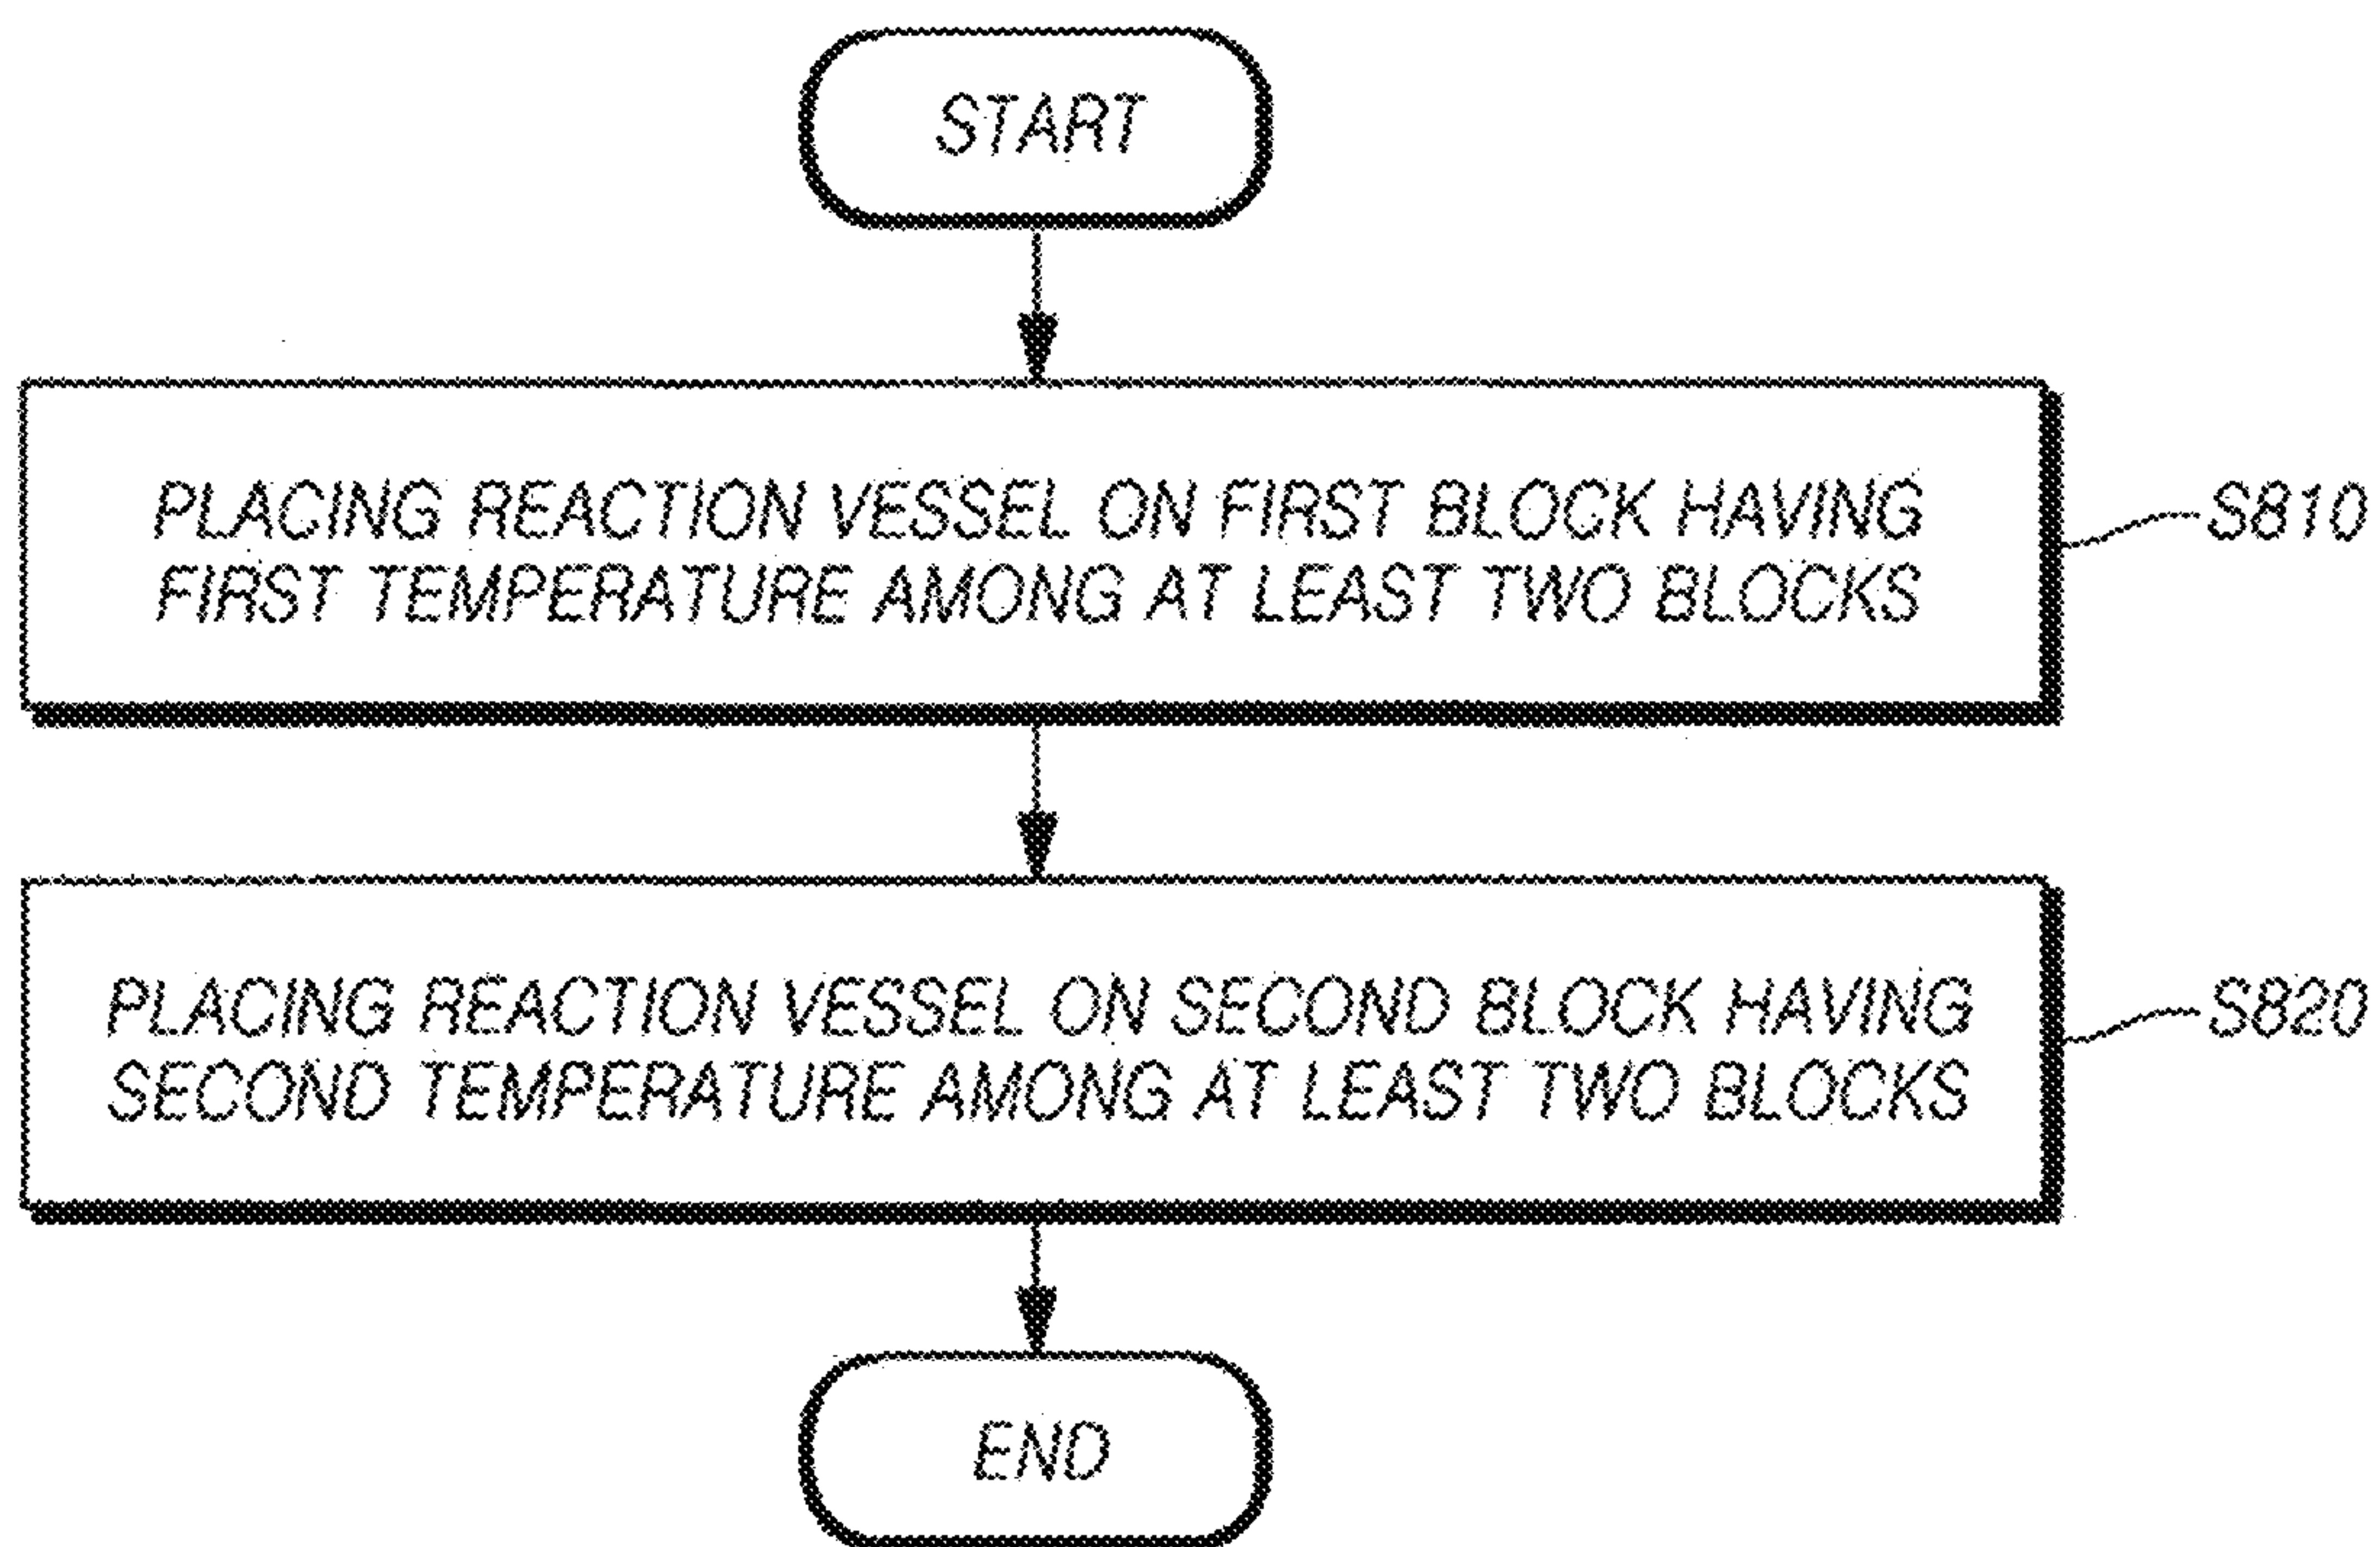 START
PLACING REACTION VESSEL ON FIRST BLOCK HAVING
FIRST TEMPERATURE AMONG AT LEAST TWO BLOCKS
S810
PLACING REACTION VESSEL ON SECOND BLOCK HAVING
SECOND TEMPERATURE AMONG AT LEAST TWO BLOCKS
S820
END